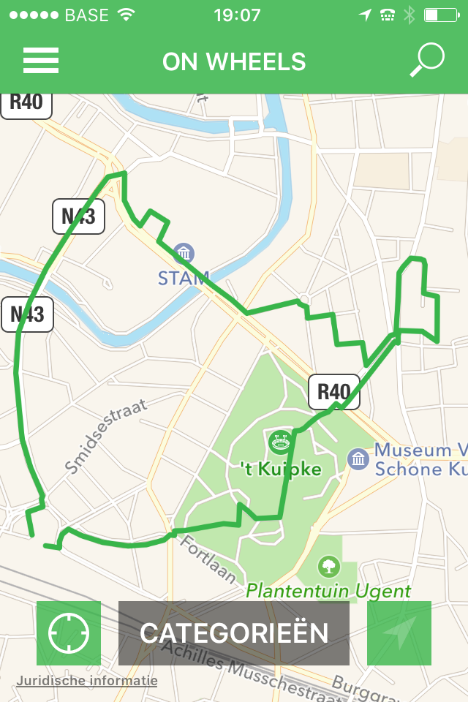 BASE 19:07
ON WHEELS
R40
N43
STAM
N43
R40
Smidsestraat
Museum V
Schone Ku
't Kuipke
Fortlaan
Plantentuin Ugent
CATEGORIEËN
Achilles Musschestraat
Juridische informatie
Burggra